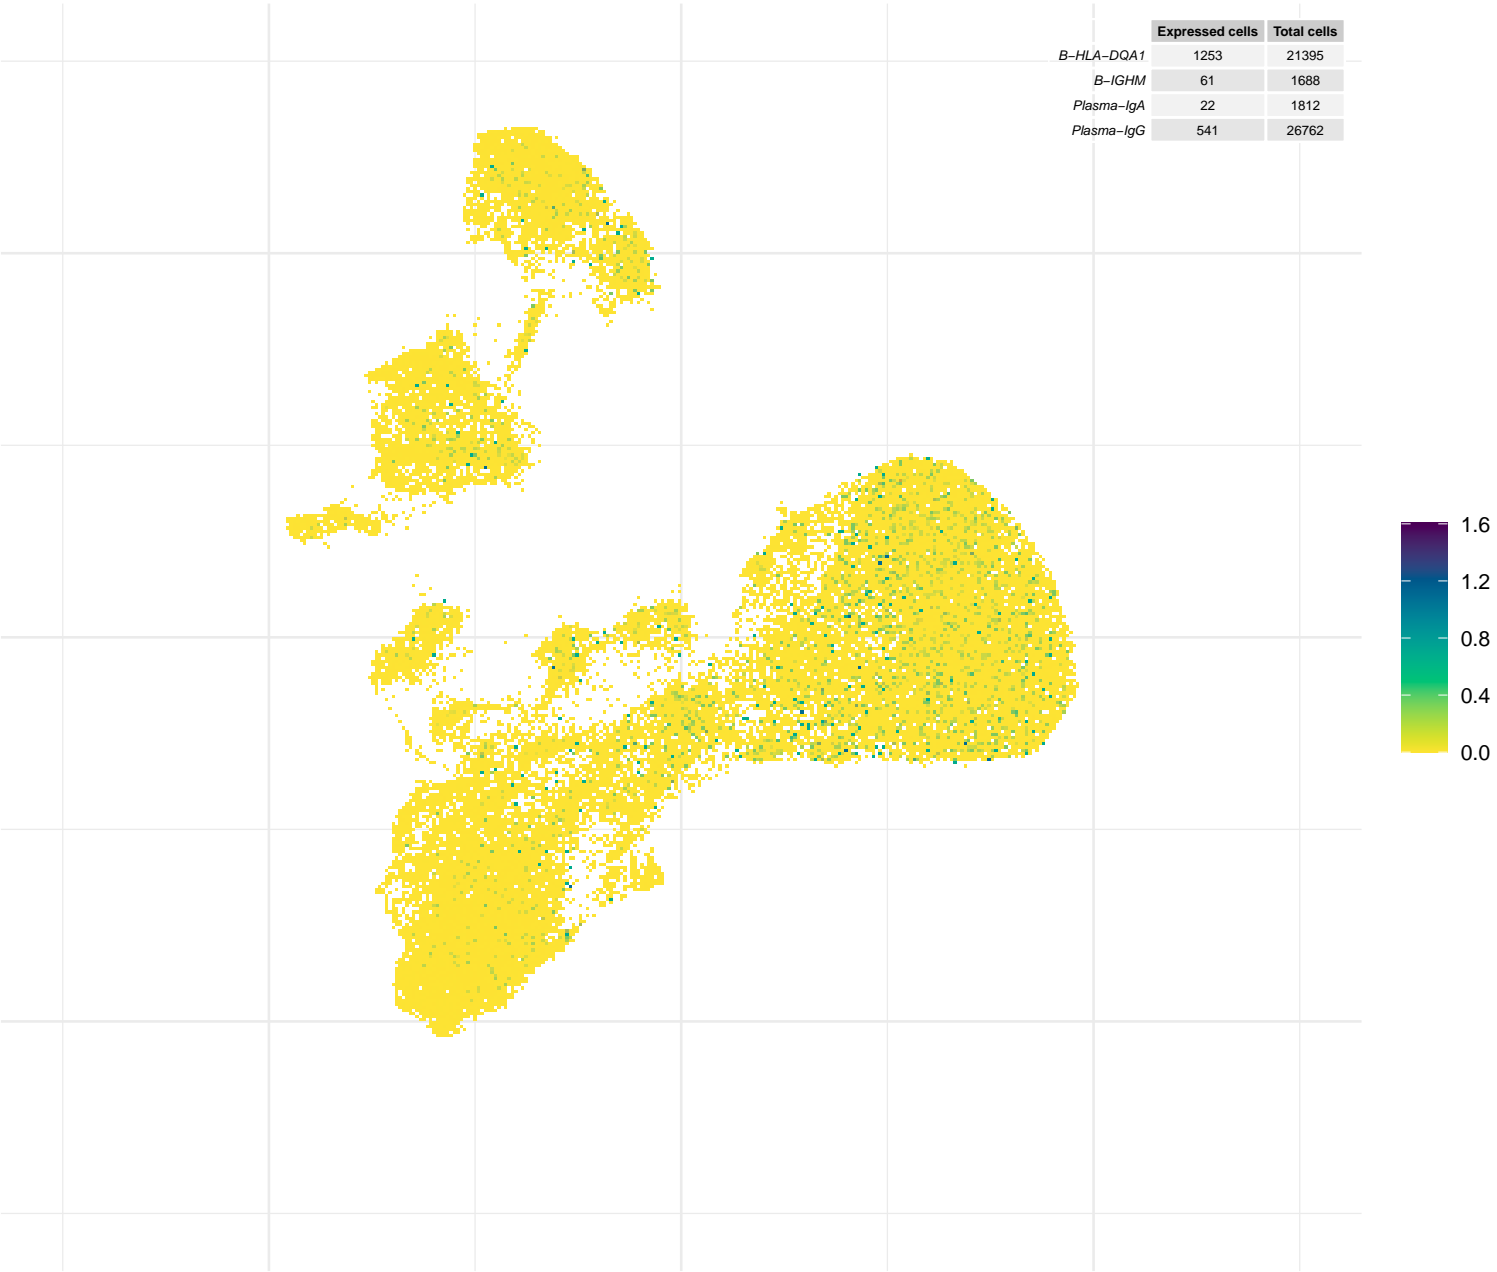 Expressed cells Total cells
B-HLA-DQA1 1253 21395
B-IGHM 61 1688
Plasma-IgA 22 1812
Plasma-IgG 541 26762
1.6
1.2
0.8
0.4
0.0